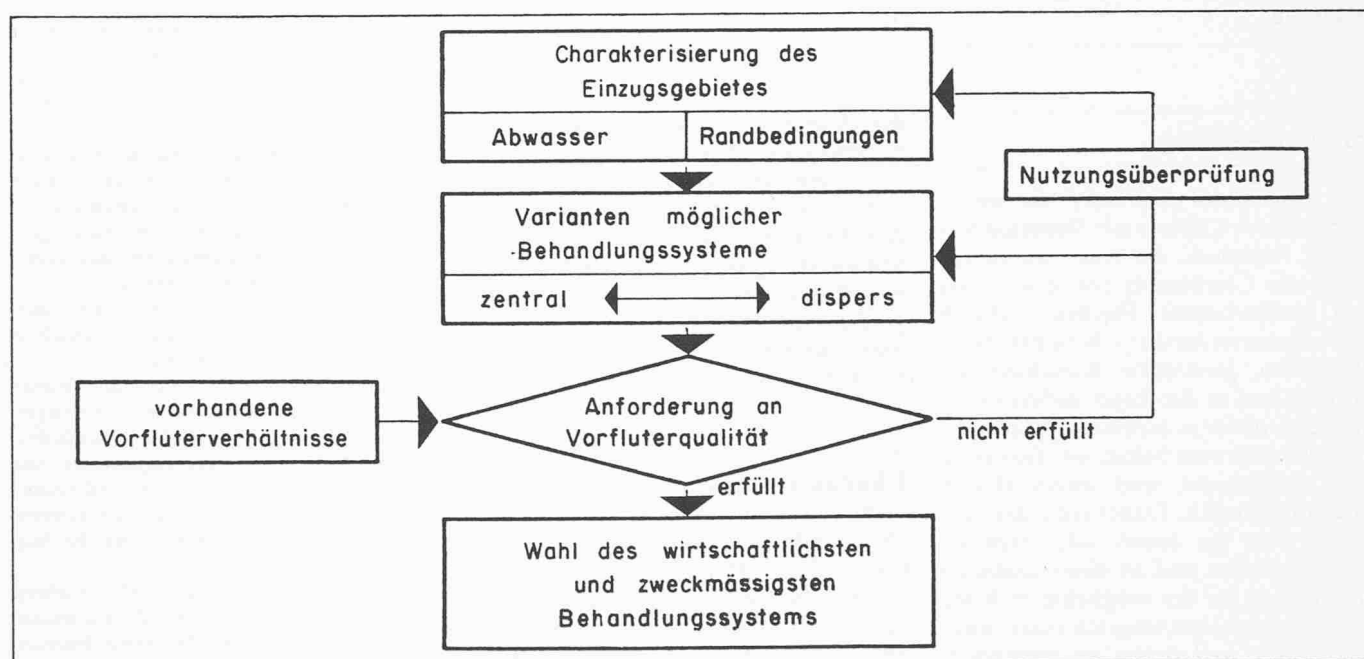 Charakterisierung des
Einzugsgebietes
Abwasser Randbedingungen
Nutzungsüberprüfung
Varianten möglicher
Behandlungssysteme
zentral dispers
vorhandene
Vorfluterverhältnisse
Anforderung an
Vorfluterqualität
nicht erfüllt
erfüllt
Wahl des wirtschaftlichsten
und zweckmässigsten
Behandlungssystems